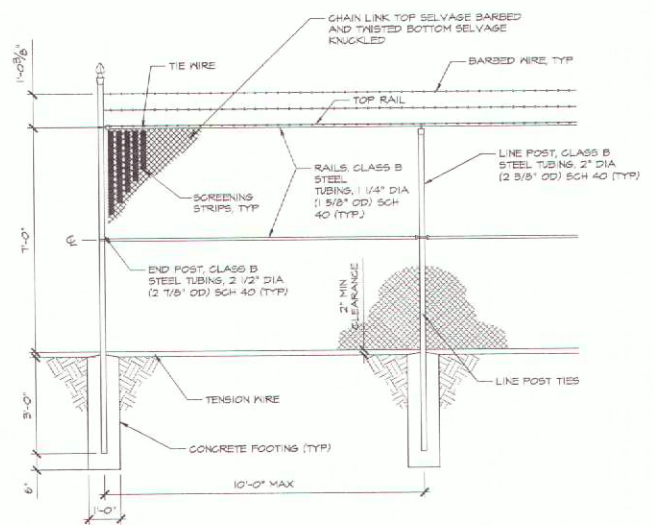 CHAIN LINK TOP SELVAGE BARBED
AND TWISTED BOTTOM SELVAGE
KNUCKLED
TIE WIRE
BARBED WIRE, TYP
TOP RAIL
1'-0 5/8"
LINE POST, CLASS B
STEEL TUBING, 2" DIA
(2 3/8" OD) SCH 40 (TYP)
RAILS, CLASS B
STEEL
TUBING, 1 1/4" DIA
(1 5/8" OD) SCH
40 (TYP)
SCREENING
STRIPS, TYP
7'-0"
END POST, CLASS B
STEEL TUBING, 2 1/2" DIA
(2 7/8" OD) SCH 40 (TYP)
2" MIN
CLEARANCE
LINE POST TIES
TENSION WIRE
3'-0"
CONCRETE FOOTING (TYP)
6"
10'-0" MAX
1'-0"